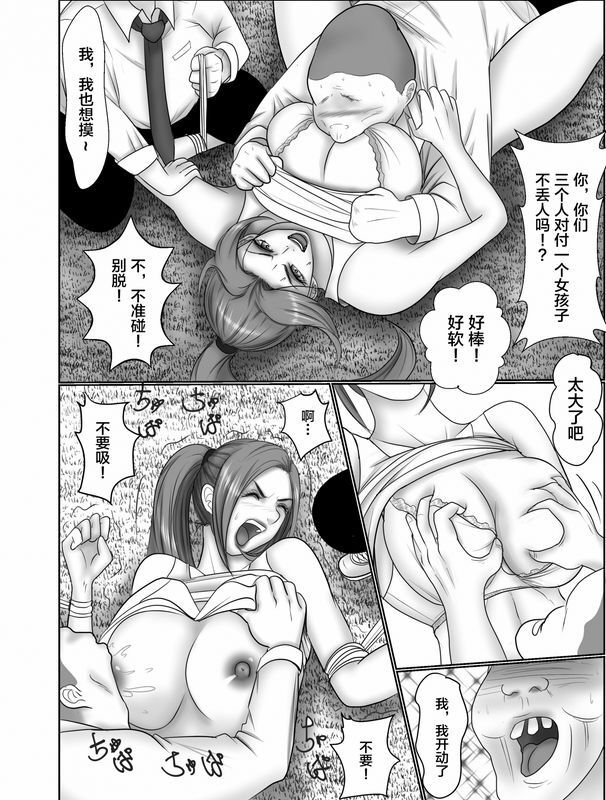 你，你们
三个人对付一个女孩子
不丢人吗！？
我，
我也想摸~
不，不准碰！
别脱！
好棒！
好软！
太大了吧
我，我开动了
啊…
不要吸！
ちゅぱ
ちゅぱ
不要！
ちゅぱ
ちゅぱ